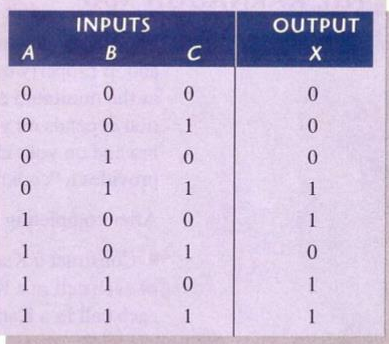 INPUTS OUTPUT
A B C X
0 0 0 0
0 0 1 0
0 1 0 0
0 1 1 1
1 0 0 1
1 0 1 0
1 1 0 1
1 1 1 1